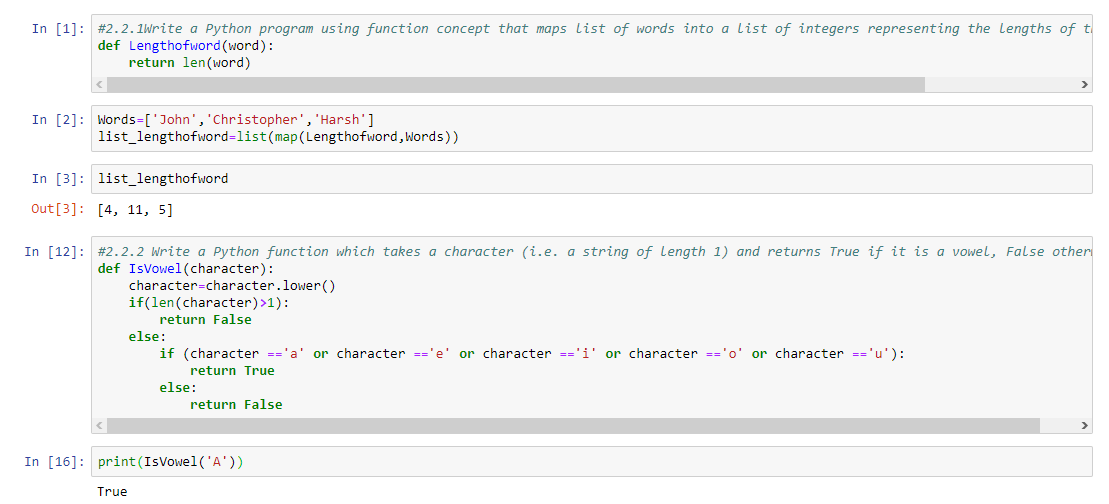 In [1]: #2.2.1Write a Python program using function concept that maps list of words into a list of integers representing the lengths of
def Lengthofword(word):
    return len(word)
In [2]: Words=['John','Christopher','Harsh']
list_lengthofword=list(map(Lengthofword,Words))
In [3]: list_lengthofword
Out[3]: [4, 11, 5]
In [12]: #2.2.2 Write a Python function which takes a character (i.e. a string of length 1) and returns True if it is a vowel, False
def IsVowel(character):
    character=character.lower()
    if(len(character)>1):
        return False
    else:
        if (character =='a' or character =='e' or character =='i' or character =='o' or character =='u'):
            return True
        else:
            return False
In [16]: print(IsVowel('A'))
True